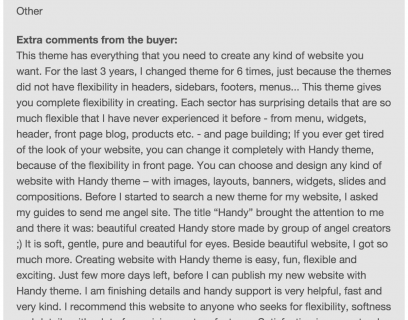 Other
Extra comments from the buyer:
This theme has everything that you need to create any kind of website you
want. For the last 3 years, I changed theme for 6 times, just because the themes
did not have flexibility in headers, sidebars, footers, menus... This theme gives
you complete flexibility in creating. Each sector has surprising details that are so
much flexible that I have never experienced it before - from menu, widgets,
header, front page blog, products etc. - and page building; If you ever get tired
of the look of your website, you can change it completely with Handy theme,
because of the flexibility in front page. You can choose and design any kind of
website with Handy theme – with images, layouts, banners, widgets, slides and
compositions. Before I started to search a new theme for my website, I asked
my guides to send me angel site. The title “Handy” brought the attention to me
and there it was: beautiful created Handy store made by group of angel creators
;) It is soft, gentle, pure and beautiful for eyes. Beside beautiful website, I got so
much more. Creating website with Handy theme is easy, fun, flexible and
exciting. Just few more days left, before I can publish my new website with
Handy theme. I am finishing details and handy support is very helpful, fast and
very kind. I recommend this website to anyone who seeks for flexibility, softness